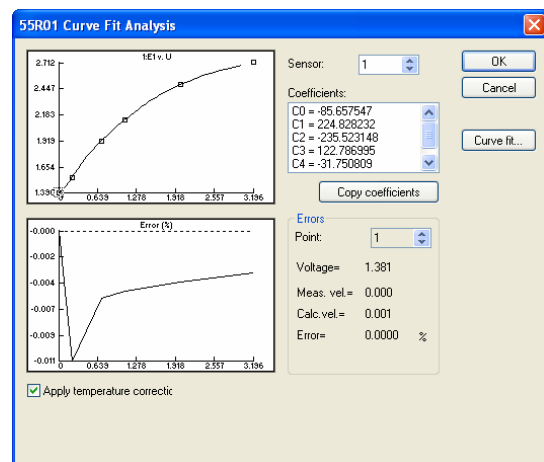 55R01 Curve Fit Analysis
1:E1 v. U
2.712
2.447
2.183
1.919
1.654
1.390
0 0.639 1.278 1.918 2.557 3.196
Error (%)
-0.000
-0.002
-0.004
-0.007
-0.009
-0.011
0 0.639 1.278 1.918 2.557 3.196
Apply temperature correctic
Sensor: 1
Coefficients:
C0 = -85.657547
C1 = 224.828232
C2 = -235.523148
C3 = 122.786995
C4 = -31.750809
Copy coefficients
Errors
Point: 1
Voltage= 1.381
Meas. vel.= 0.000
Calc.vel.= 0.001
Error= 0.0000 %
OK
Cancel
Curve fit...